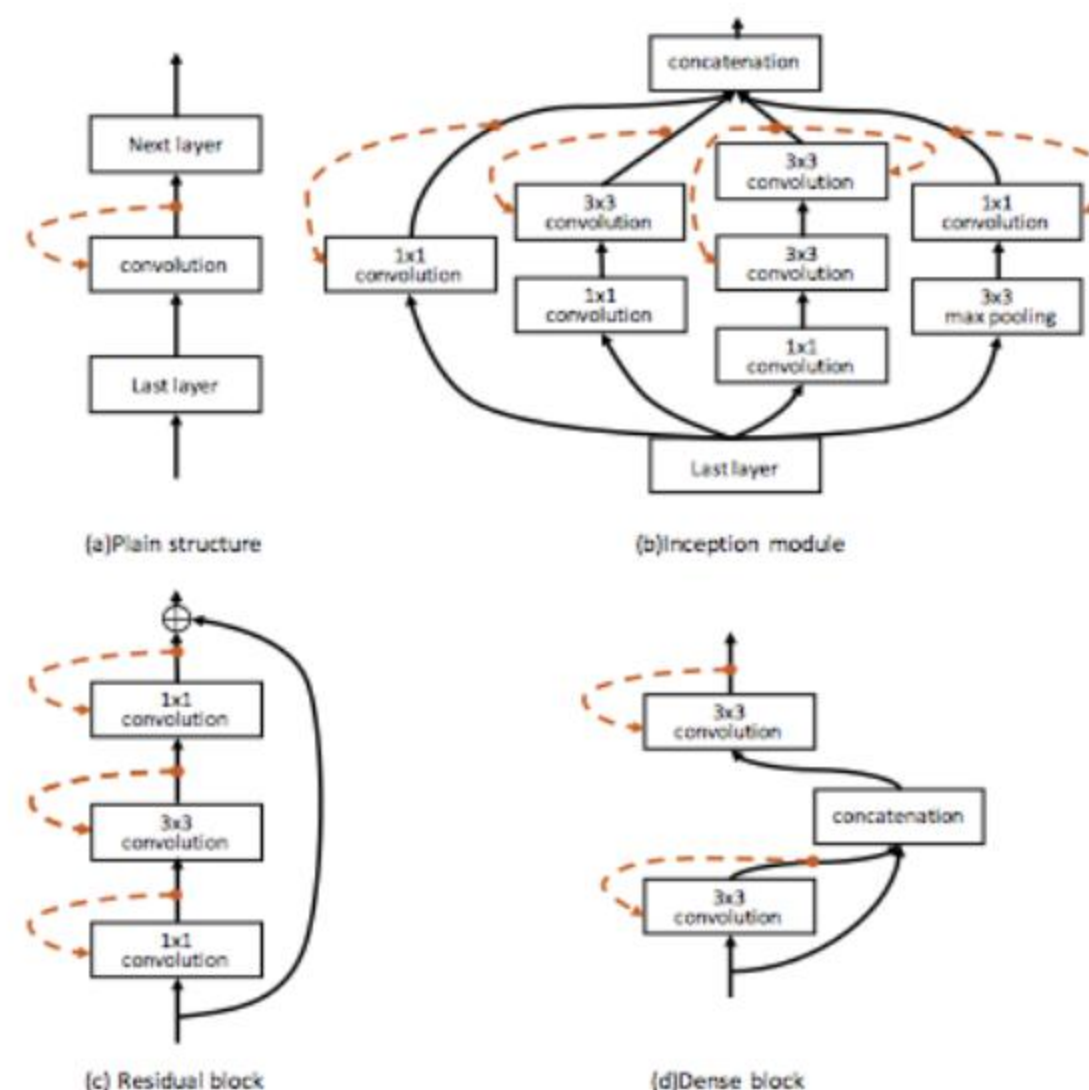 Next layer
convolution
Last layer
(a)Plain structure
concatenation
3x3
convolution
3x3
convolution
1x1
convolution
1x1
convolution
3x3
convolution
1x1
convolution
3x3
max pooling
1x1
convolution
Last layer
(b)Inception module
1x1
convolution
3x3
convolution
1x1
convolution
(c) Residual block
3x3
convolution
concatenation
3x3
convolution
(d)Dense block